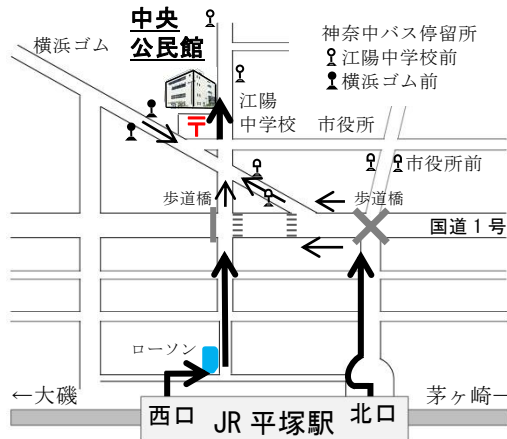 中央
公民館
横浜ゴム
神奈中バス停留所
江陽中学校前
横浜ゴム前
江陽
中学校
市役所
市役所前
歩道橋
歩道橋
国道1号
ローソン
←大磯
茅ヶ崎→
西口
JR平塚駅
北口